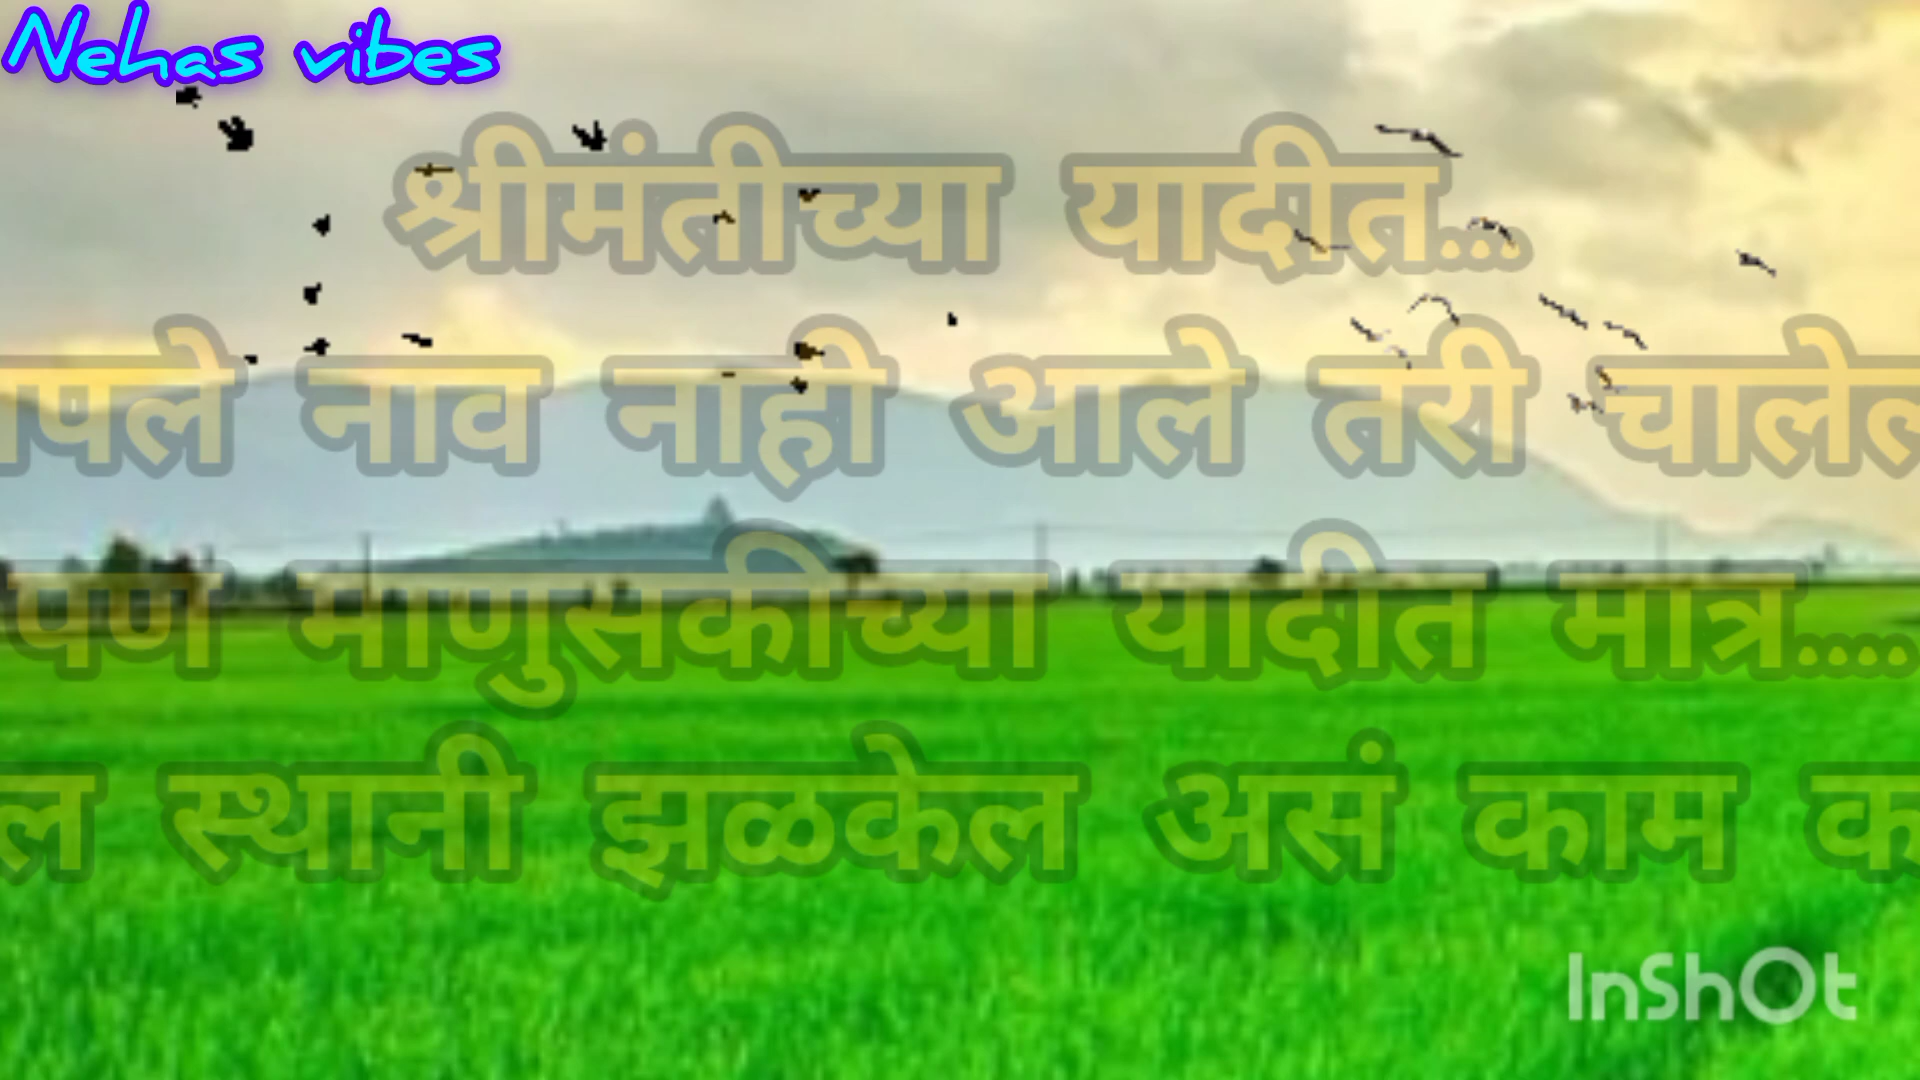 Nehas vibes
श्रीमंतीच्या यादीत...
पले नाव नाही आले तरी चालेल
पण माणुसकीच्या यादीत मात्र....
ल स्थानी झळकेल असं काम क
InShOt